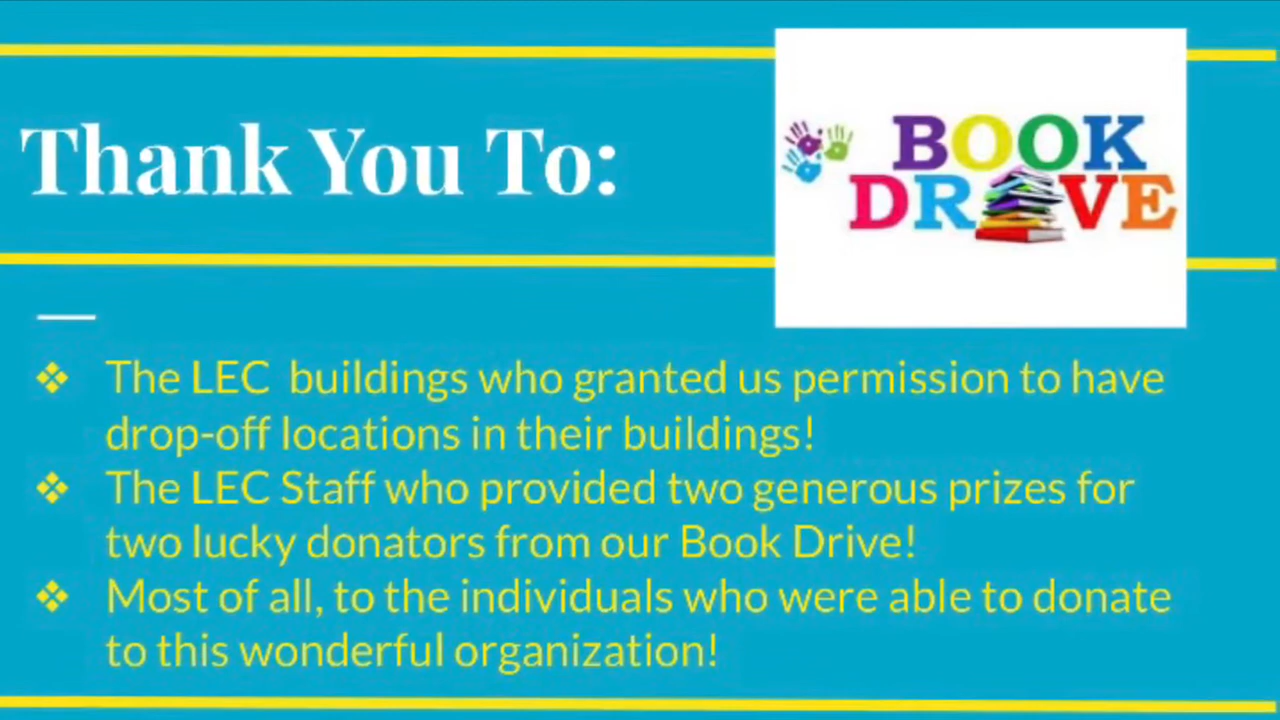 Thank You To:
BOOK
DRIVE
❖ The LEC buildings who granted us permission to have
drop-off locations in their buildings!
❖ The LEC Staff who provided two generous prizes for
two lucky donators from our Book Drive!
❖ Most of all, to the individuals who were able to donate
to this wonderful organization!